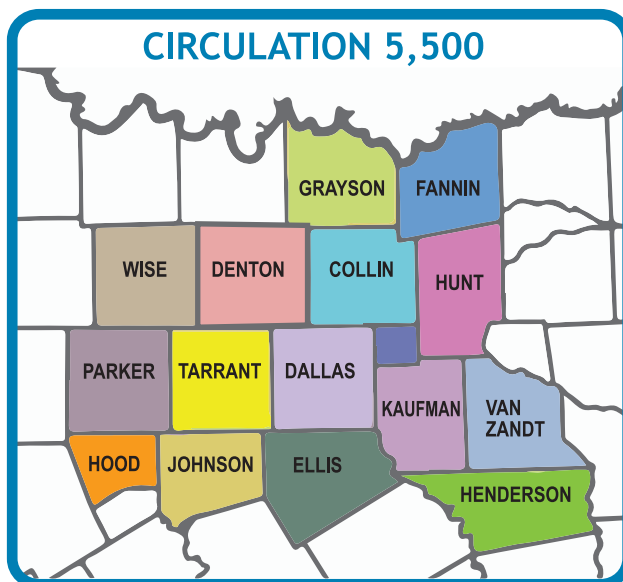 CIRCULATION 5,500
GRAYSON
FANNIN
WISE
DENTON
COLLIN
HUNT
PARKER
TARRANT
DALLAS
KAUFMAN
VAN
ZANDT
HOOD
JOHNSON
ELLIS
HENDERSON